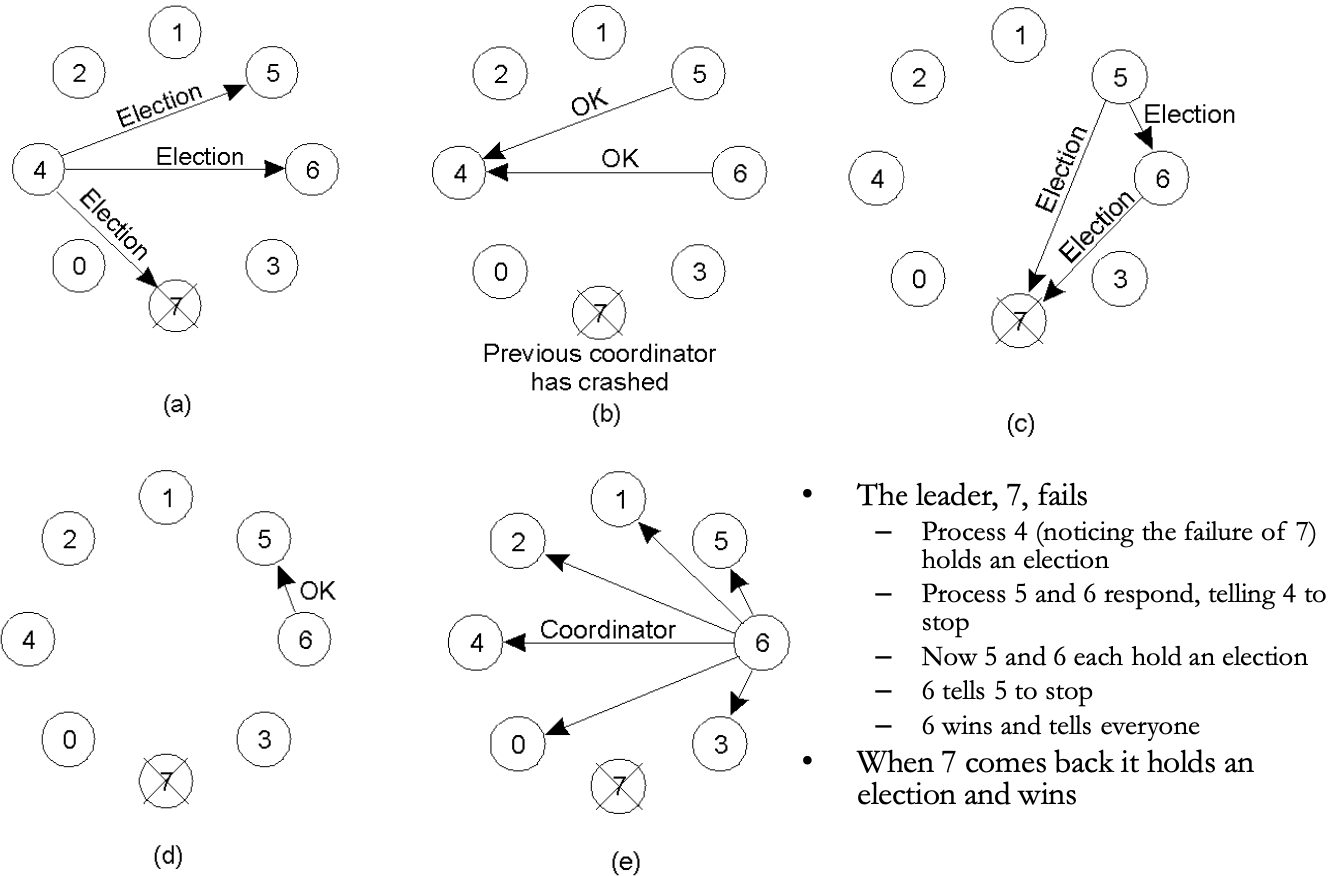 1
2
5
Election
4
Election
6
Election
0
3
7
(a)
1
2
5
OK
4
OK
6
0
3
7
Previous coordinator
has crashed
(b)
1
2
5
Election
4
Election
6
Election
0
3
7
(c)
1
2
5
OK
4
6
0
3
7
(d)
1
2
5
4
Coordinator
6
0
3
7
(e)
• The leader, 7, fails
– Process 4 (noticing the failure of 7)
holds an election
– Process 5 and 6 respond, telling 4 to
stop
– Now 5 and 6 each hold an election
– 6 tells 5 to stop
– 6 wins and tells everyone
• When 7 comes back it holds an
election and wins